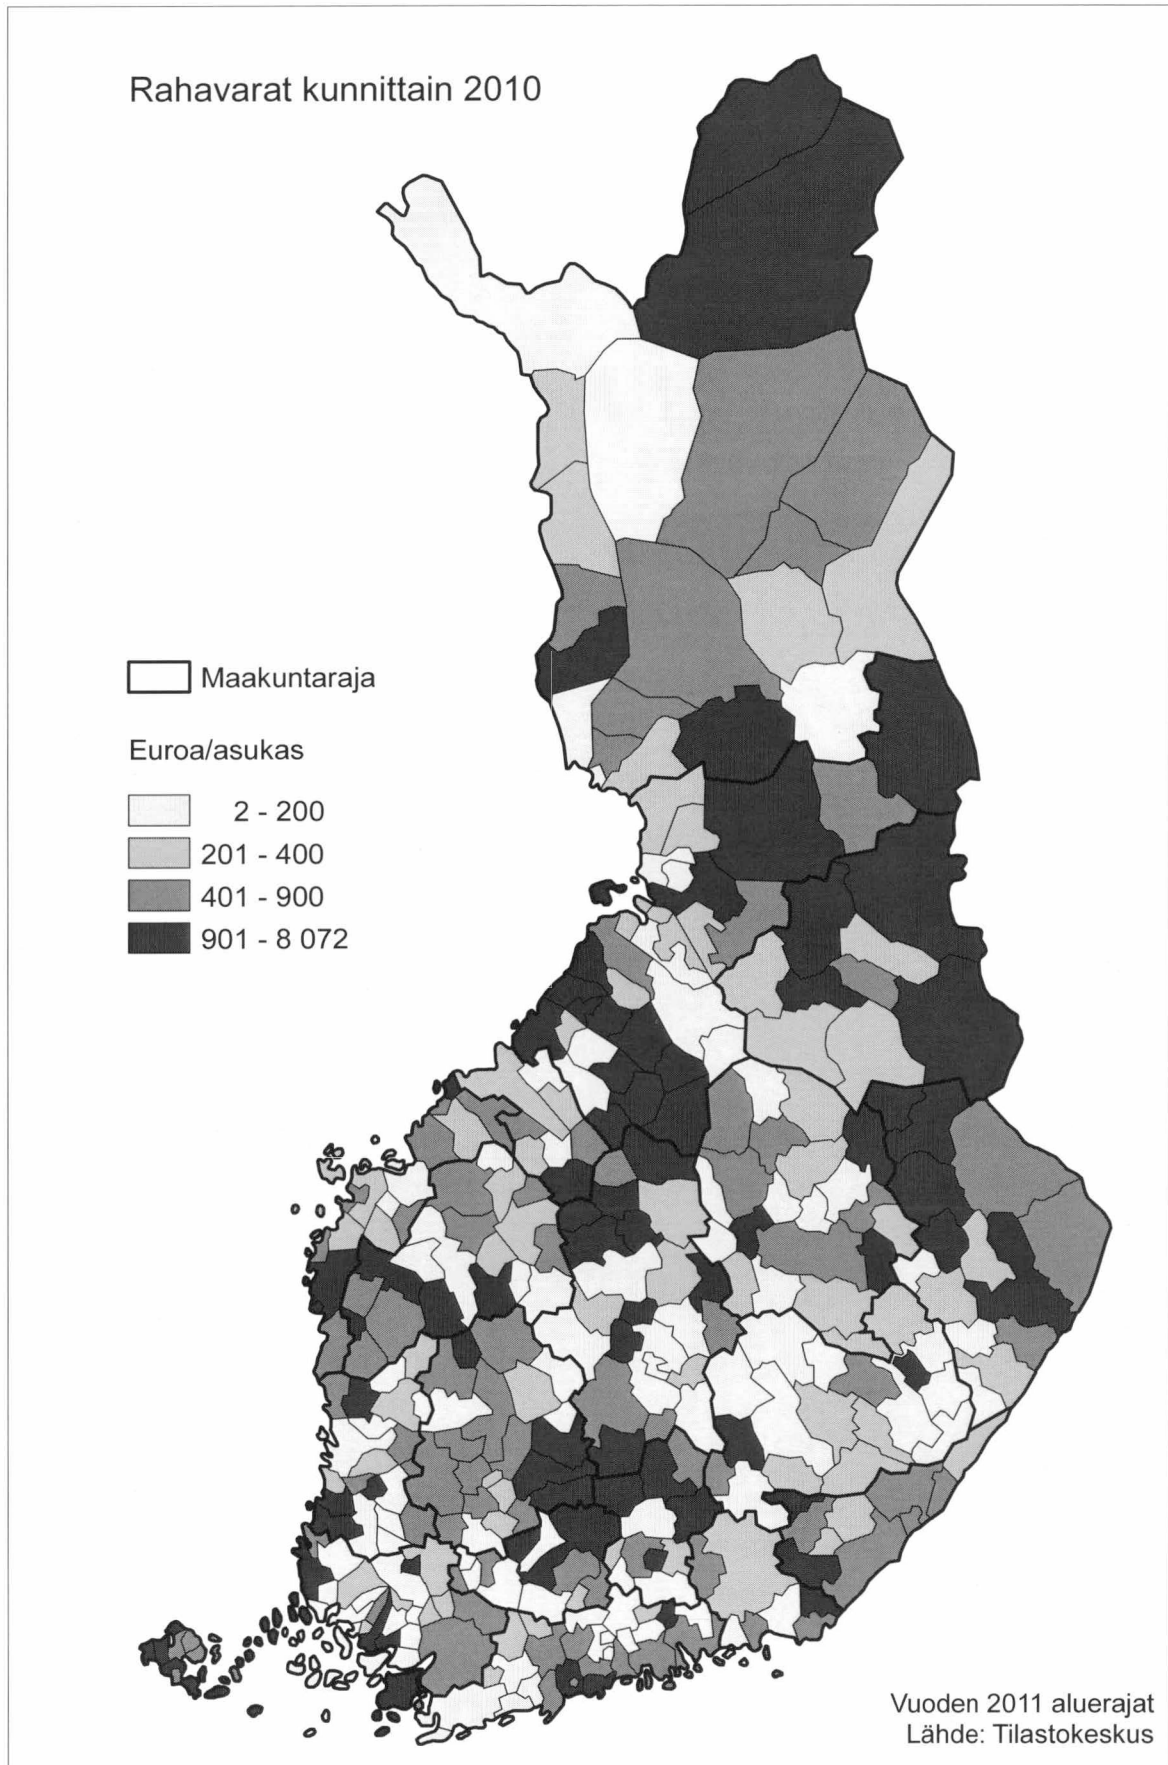 Rahavarat kunnittain 2010
Maakuntaraja
Euroa/asukas
2 - 200
201 - 400
401 - 900
901 - 8 072
Vuoden 2011 aluerajat
Lähde: Tilastokeskus